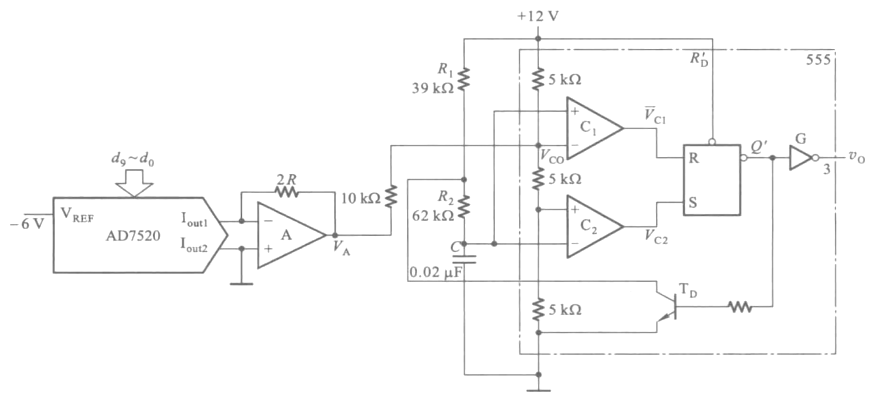 +12 V
R'D
555
R1
39 kΩ
5 kΩ
+
C1
−
V̄C1
Q'
G
vO
3
R
S
d9~d0
2R
VCO
5 kΩ
10 kΩ
R2
62 kΩ
+
C2
−
VC2
−6 V
VREF
AD7520
Iout1
Iout2
−
+
A
VA
C
0.02 μF
TD
5 kΩ